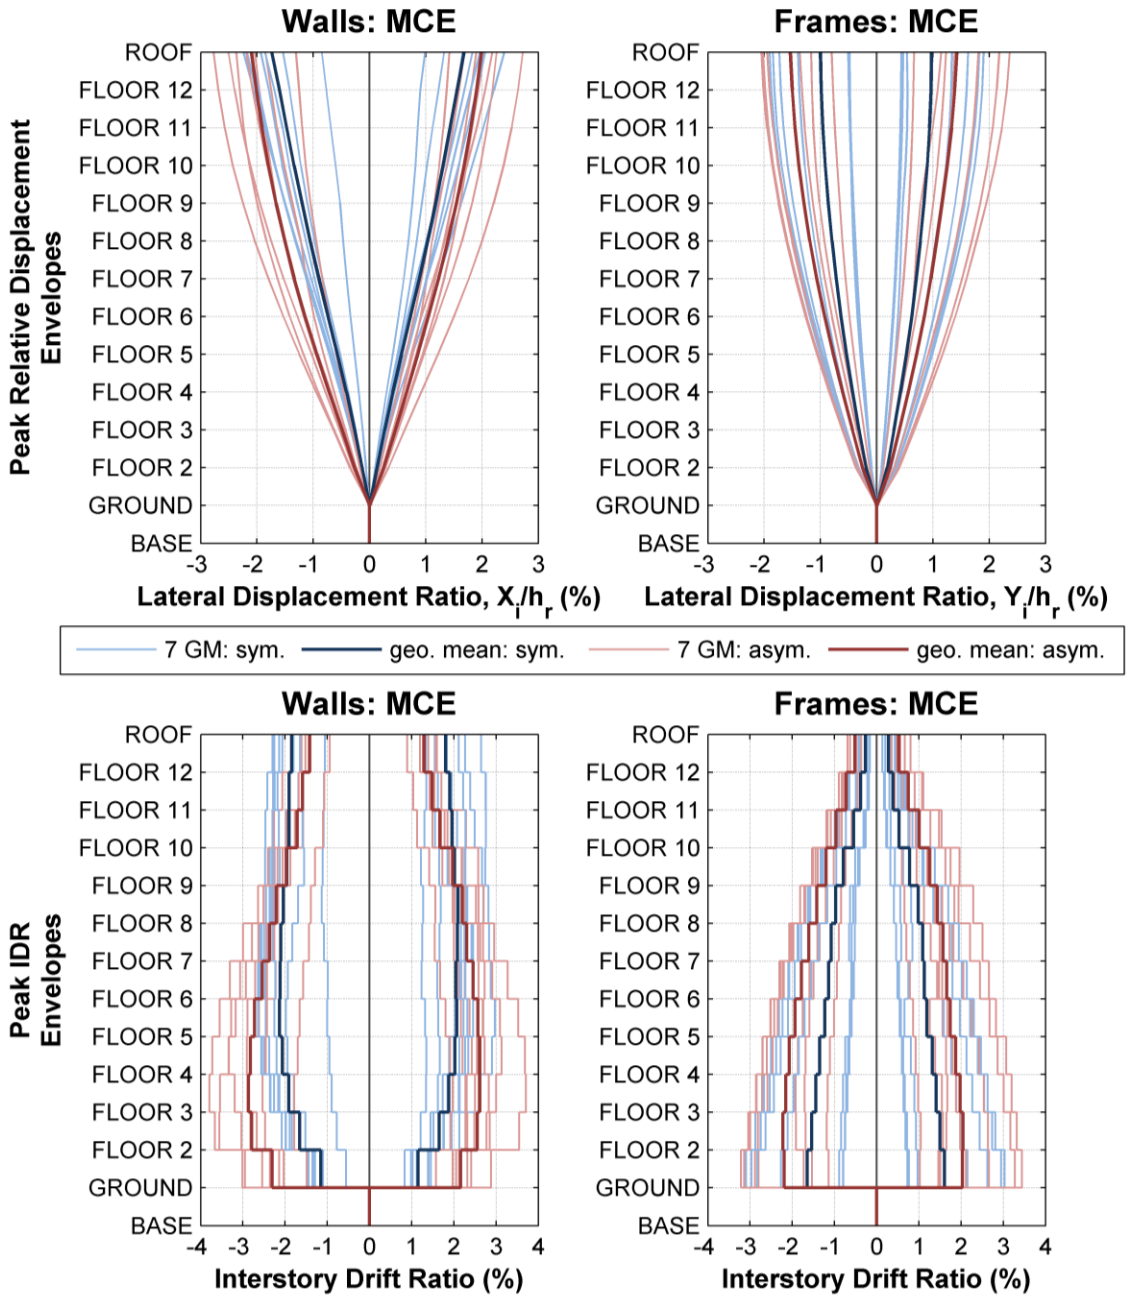 Walls: MCE
Frames: MCE
Peak Relative Displacement
Envelopes
ROOF
FLOOR 12
FLOOR 11
FLOOR 10
FLOOR 9
FLOOR 8
FLOOR 7
FLOOR 6
FLOOR 5
FLOOR 4
FLOOR 3
FLOOR 2
GROUND
BASE
-3 -2 -1 0 1 2 3
Lateral Displacement Ratio, Xi/hr (%)
ROOF
FLOOR 12
FLOOR 11
FLOOR 10
FLOOR 9
FLOOR 8
FLOOR 7
FLOOR 6
FLOOR 5
FLOOR 4
FLOOR 3
FLOOR 2
GROUND
BASE
-3 -2 -1 0 1 2 3
Lateral Displacement Ratio, Yi/hr (%)
7 GM: sym. geo. mean: sym. 7 GM: asym. geo. mean: asym.
Walls: MCE
Frames: MCE
Peak IDR
Envelopes
ROOF
FLOOR 12
FLOOR 11
FLOOR 10
FLOOR 9
FLOOR 8
FLOOR 7
FLOOR 6
FLOOR 5
FLOOR 4
FLOOR 3
FLOOR 2
GROUND
BASE
-4 -3 -2 -1 0 1 2 3 4
Interstory Drift Ratio (%)
ROOF
FLOOR 12
FLOOR 11
FLOOR 10
FLOOR 9
FLOOR 8
FLOOR 7
FLOOR 6
FLOOR 5
FLOOR 4
FLOOR 3
FLOOR 2
GROUND
BASE
-4 -3 -2 -1 0 1 2 3 4
Interstory Drift Ratio (%)